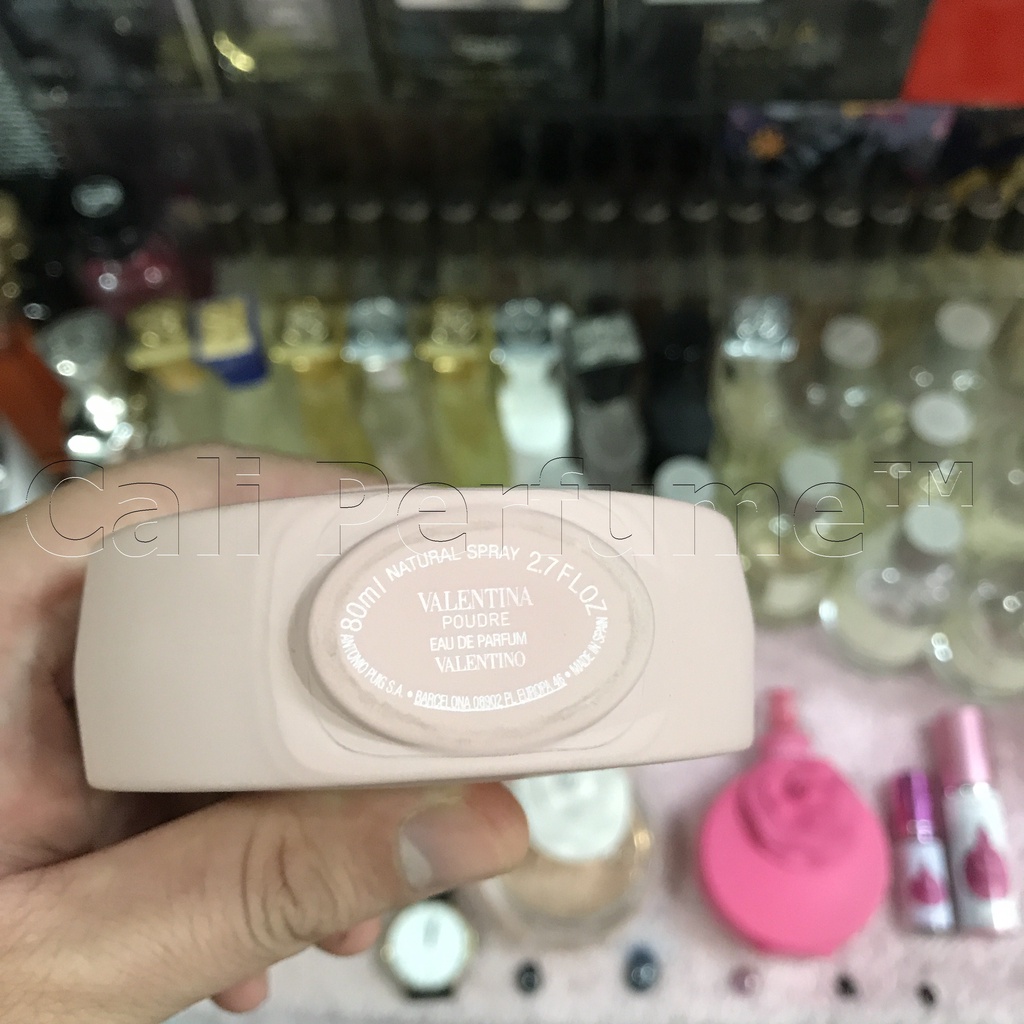 Cali Perfume™
80ml NATURAL SPRAY 2.7 FL OZ
VALENTINA
POUDRE
EAU DE PARFUM
VALENTINO
ANTONIO PUIG S.A. • BARCELONA 08902 PL EUROPA 46 • MADE IN SPAIN